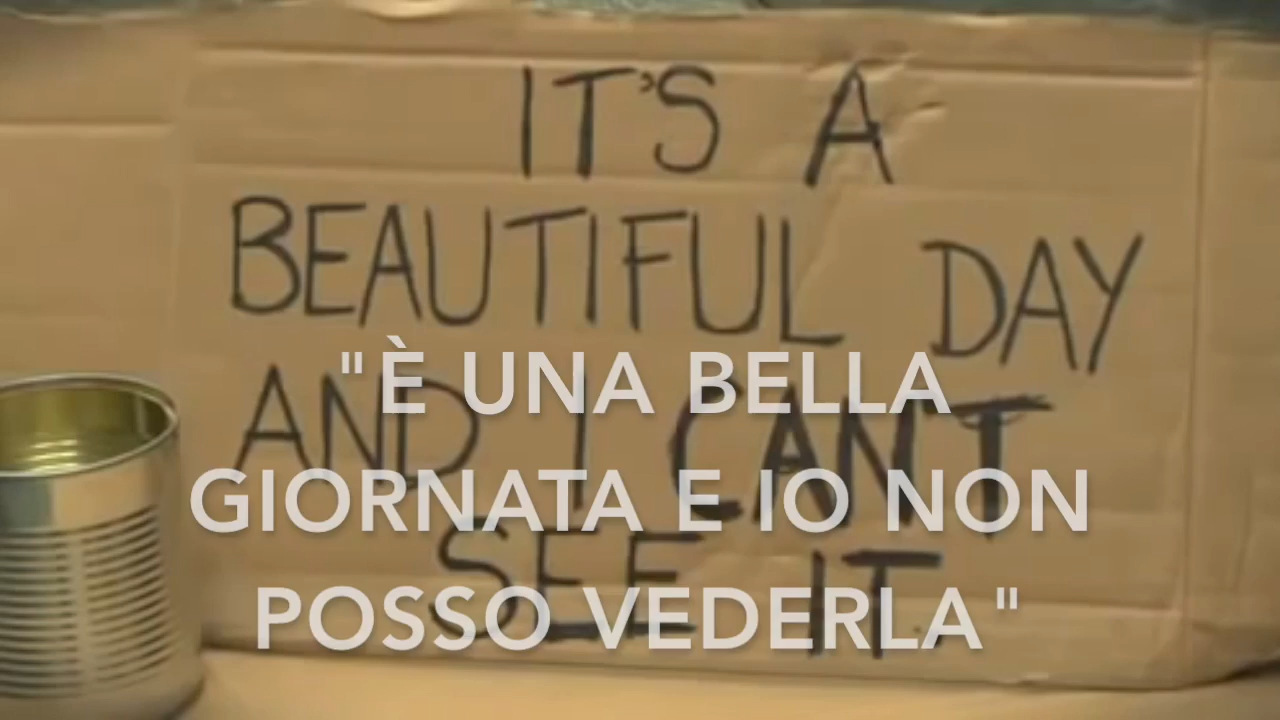 IT'S A
BEAUTIFUL DAY
AND I CAN'T
SEE IT.
"È UNA BELLA
GIORNATA E IO NON
POSSO VEDERLA"